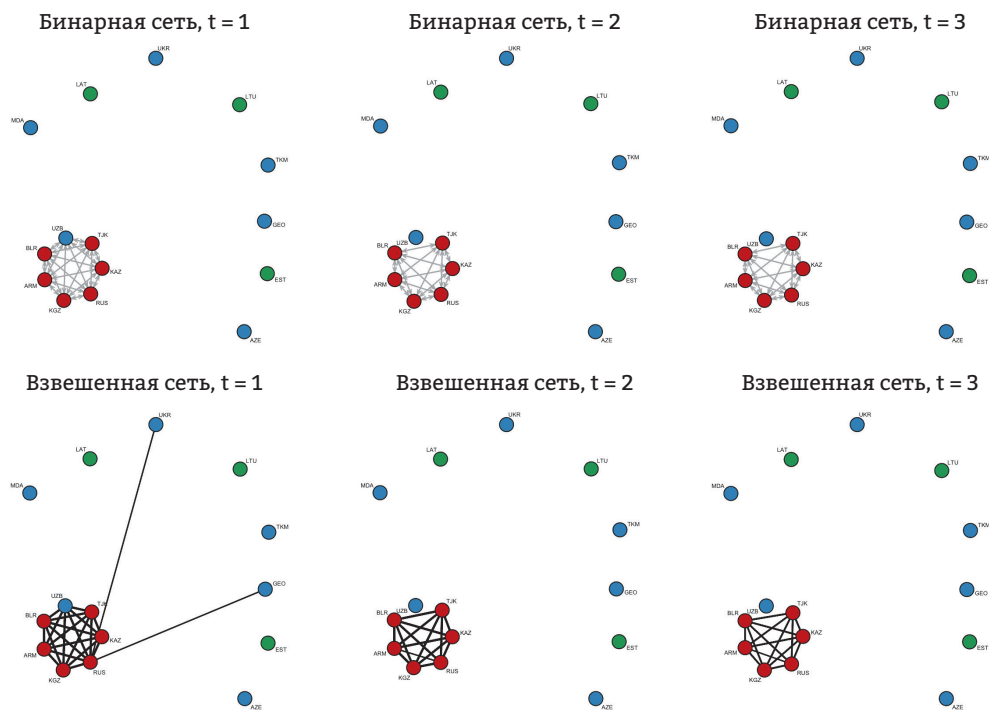 Бинарная сеть, t = 1
UKR
LAT
LTU
MDA
TKM
GEO
UZB
TJK
BLR
KAZ
EST
ARM
RUS
KGZ
AZE
Бинарная сеть, t = 2
UKR
LAT
LTU
MDA
TKM
GEO
UZB
TJK
BLR
KAZ
EST
ARM
RUS
KGZ
AZE
Бинарная сеть, t = 3
UKR
LAT
LTU
MDA
TKM
GEO
UZB
TJK
BLR
KAZ
EST
ARM
RUS
KGZ
AZE
Взвешенная сеть, t = 1
UKR
LAT
LTU
MDA
TKM
GEO
UZB
TJK
BLR
KAZ
EST
ARM
RUS
KGZ
AZE
Взвешенная сеть, t = 2
UKR
LAT
LTU
MDA
TKM
GEO
UZB
TJK
BLR
KAZ
EST
ARM
RUS
KGZ
AZE
Взвешенная сеть, t = 3
UKR
LAT
LTU
MDA
TKM
GEO
UZB
TJK
BLR
KAZ
EST
ARM
RUS
KGZ
AZE